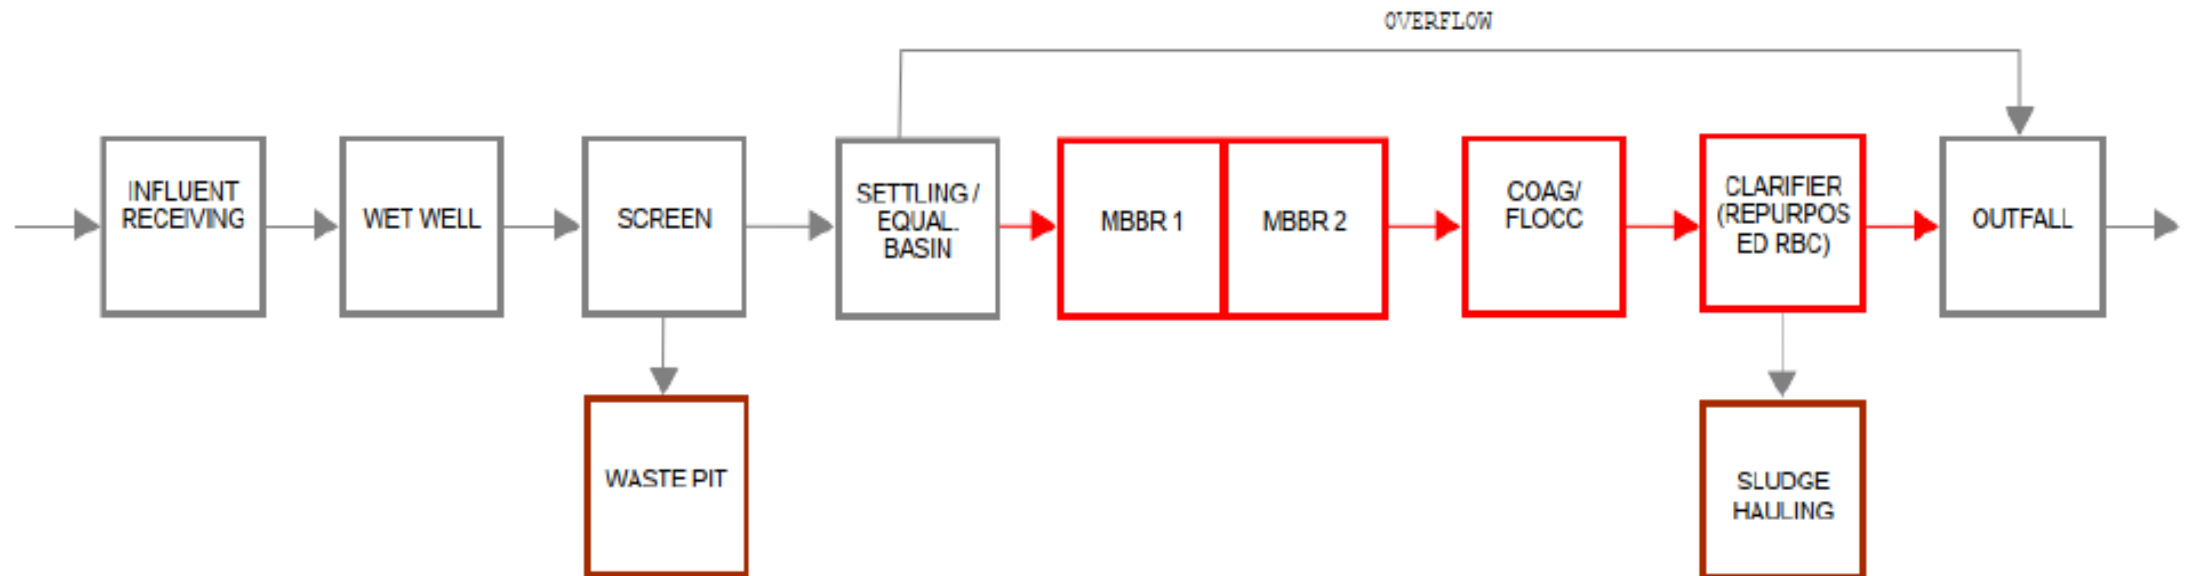 OVERFLOW
INFLUENT
RECEIVING
WET WELL
SCREEN
SETTLING /
EQUAL.
BASIN
MBBR 1
MBBR 2
COAG/
FLOCC
CLARIFIER
(REPURPOS
ED RBC)
OUTFALL
WASTE PIT
SLUDGE
HAULING